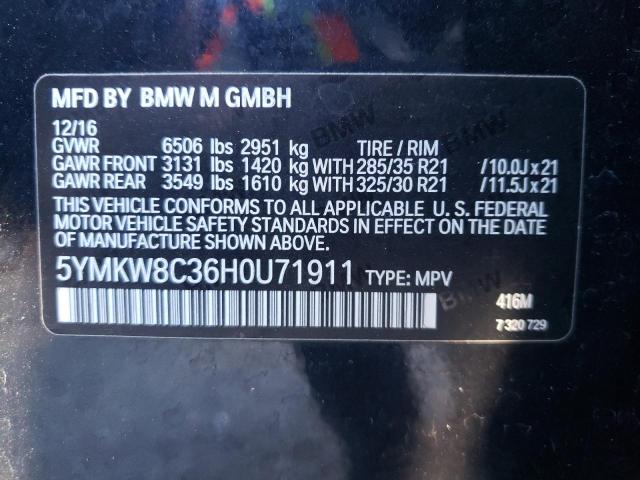 MFD BY BMW M GMBH
12/16
GVWR 6506 lbs 2951 kg TIRE / RIM
GAWR FRONT 3131 lbs 1420 kg WITH 285/35 R21 /10.0J x 21
GAWR REAR 3549 lbs 1610 kg WITH 325/30 R21 /11.5J x 21
THIS VEHICLE CONFORMS TO ALL APPLICABLE U. S. FEDERAL
MOTOR VEHICLE SAFETY STANDARDS IN EFFECT ON THE DATE
OF MANUFACTURE SHOWN ABOVE.
5YMKW8C36H0U71911 TYPE: MPV
416M
7 320 729